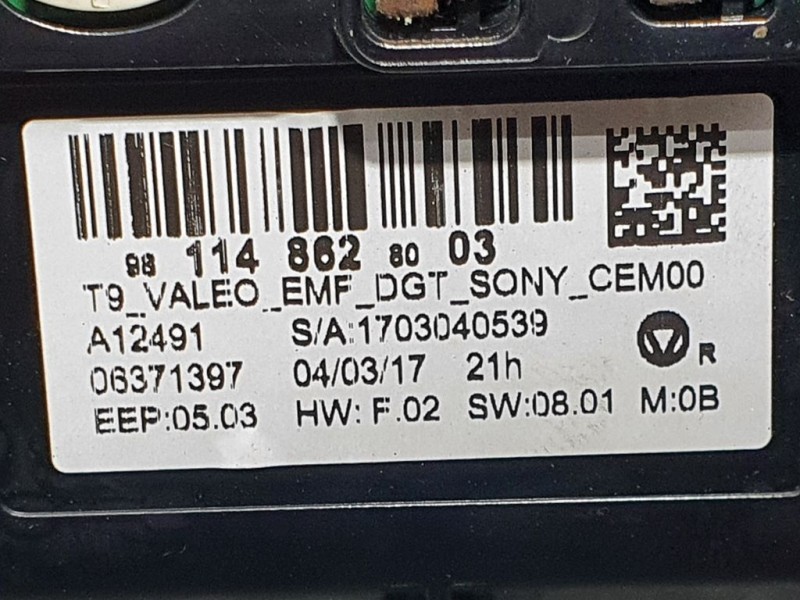 98 114 862 80 03
T9_VALEO_EMF_DGT_SONY_CEM00
A12491 S/A:1703040539
06371397 04/03/17 21h R
EEP:05.03 HW: F.02 SW:08.01 M:0B